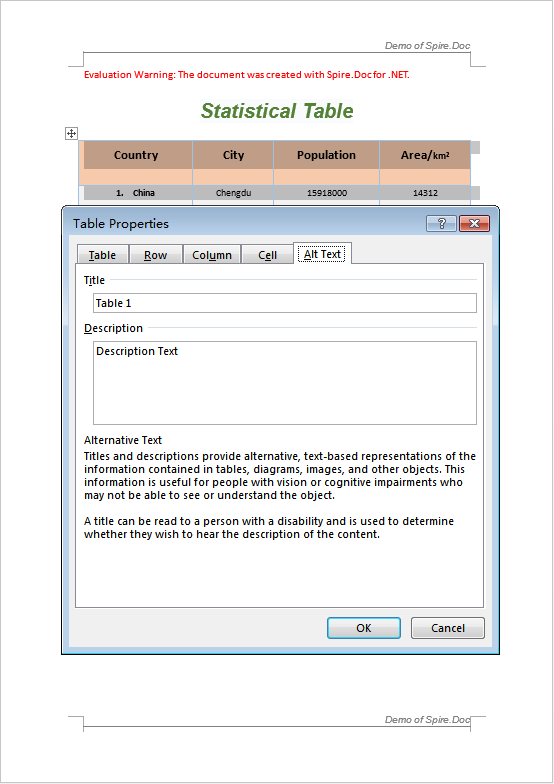 Demo of Spire.Doc
Evaluation Warning: The document was created with Spire.Doc for .NET.
Statistical Table
Country City Population Area/km²
1. China Chengdu 15918000 14312
Table Properties
Table Row Column Cell Alt Text
Title
Table 1
Description
Description Text
Alternative Text
Titles and descriptions provide alternative, text-based representations of the
information contained in tables, diagrams, images, and other objects. This
information is useful for people with vision or cognitive impairments who
may not be able to see or understand the object.
A title can be read to a person with a disability and is used to determine
whether they wish to hear the description of the content.
OK Cancel
Demo of Spire.Doc